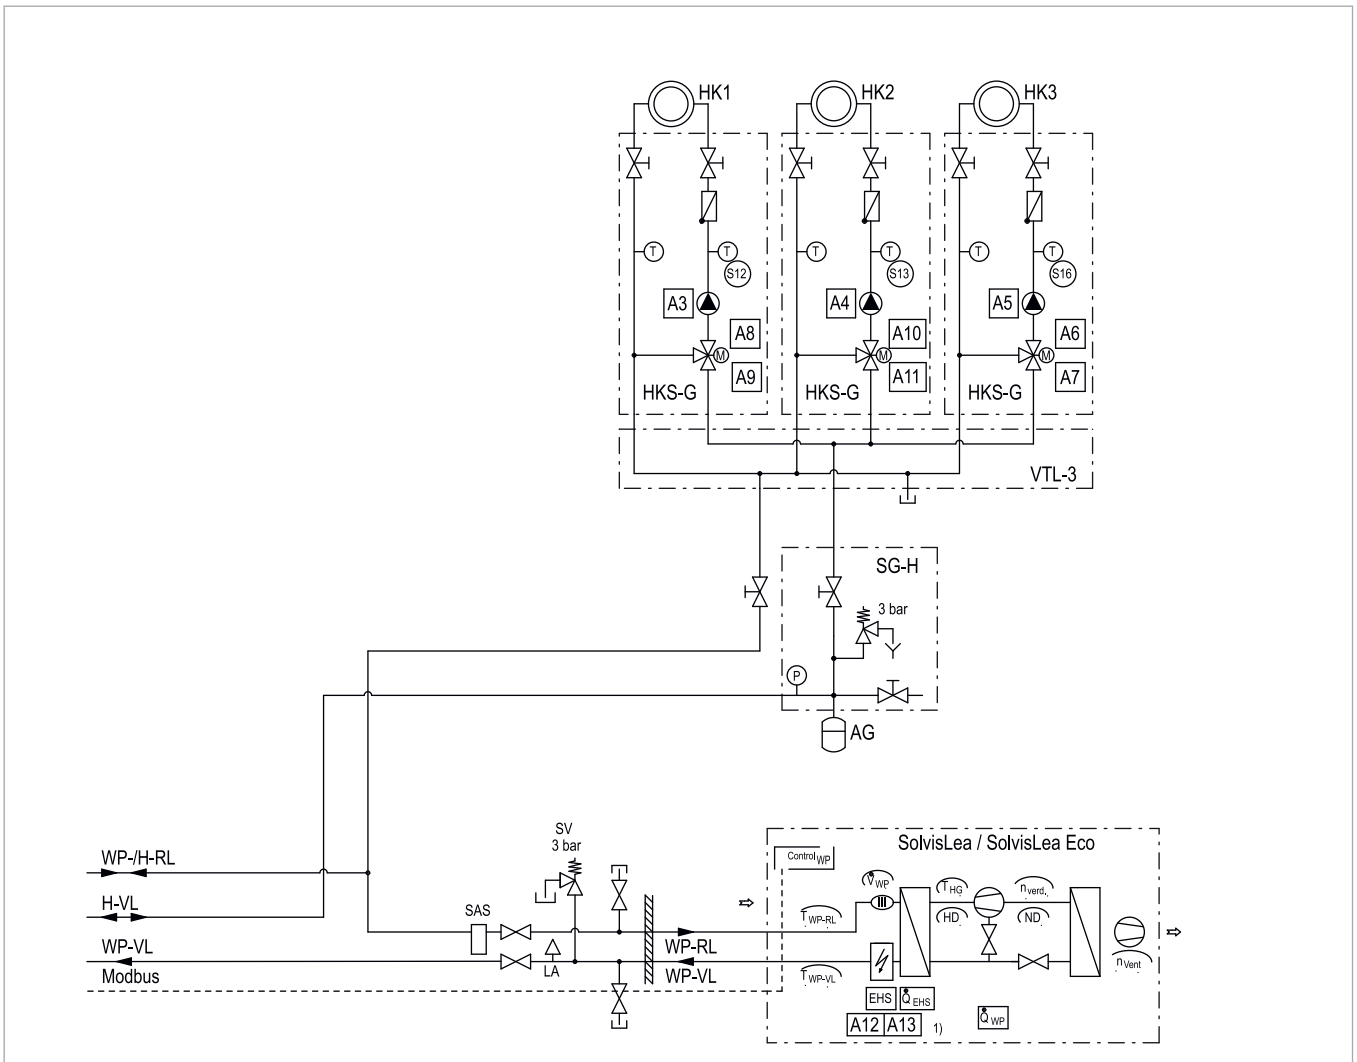 HK1
HK2
HK3
T
T
S12
T
T
S13
T
T
S16
A3
A8
M
A9
HKS-G
A4
A10
M
A11
HKS-G
A5
A6
M
A7
HKS-G
VTL-3
SG-H
3 bar
P
AG
SolvisLea / SolvisLea Eco
Control WP
SV
3 bar
WP-/H-RL
H-VL
WP-VL
Modbus
SAS
LA
WP-RL
WP-VL
T WP-RL
T WP-VL
V̇ WP
T HG
HD
n verd.
ND
n Vent
EHS
Q̇ EHS
A12
A13
1)
Q̇ WP